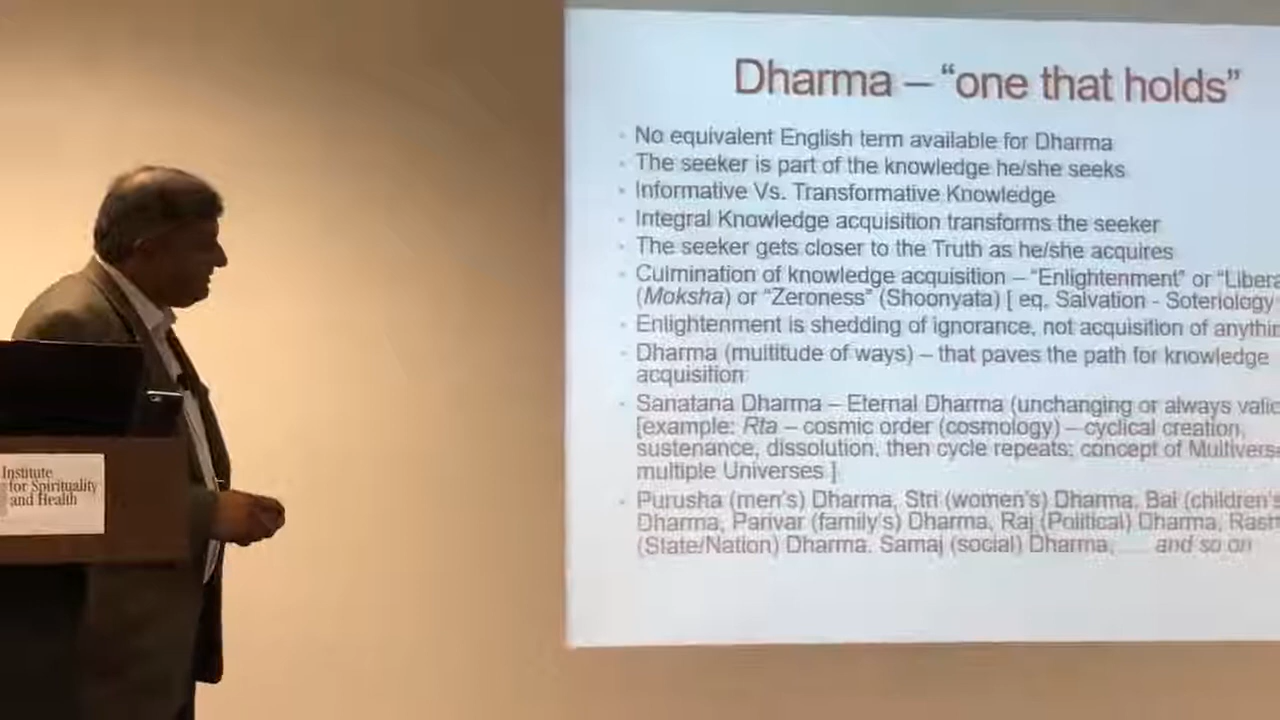 Dharma – “one that holds”
No equivalent English term available for Dharma
The seeker is part of the knowledge he/she seeks
Informative Vs. Transformative Knowledge
Integral Knowledge acquisition transforms the seeker
The seeker gets closer to the Truth as he/she acquires
Culmination of knowledge acquisition – “Enlightenment” or “Libera
(Moksha) or “Zeroness” (Shoonyata) [ eq. Salvation - Soteriology
Enlightenment is shedding of ignorance, not acquisition of anythin
Dharma (multitude of ways) – that paves the path for knowledge
acquisition
Sanatana Dharma – Eternal Dharma (unchanging or always valid
[example: Rta – cosmic order (cosmology) – cyclical creation,
sustenance, dissolution, then cycle repeats; concept of Multivers
multiple Universes ]
Purusha (men's) Dharma, Stri (women's) Dharma, Bal (children's
Dharma, Parivar (family's) Dharma, Raj (Political) Dharma, Rash
(State/Nation) Dharma, Samaj (social) Dharma, .... and so on
Institute
for Spirituality
and Health